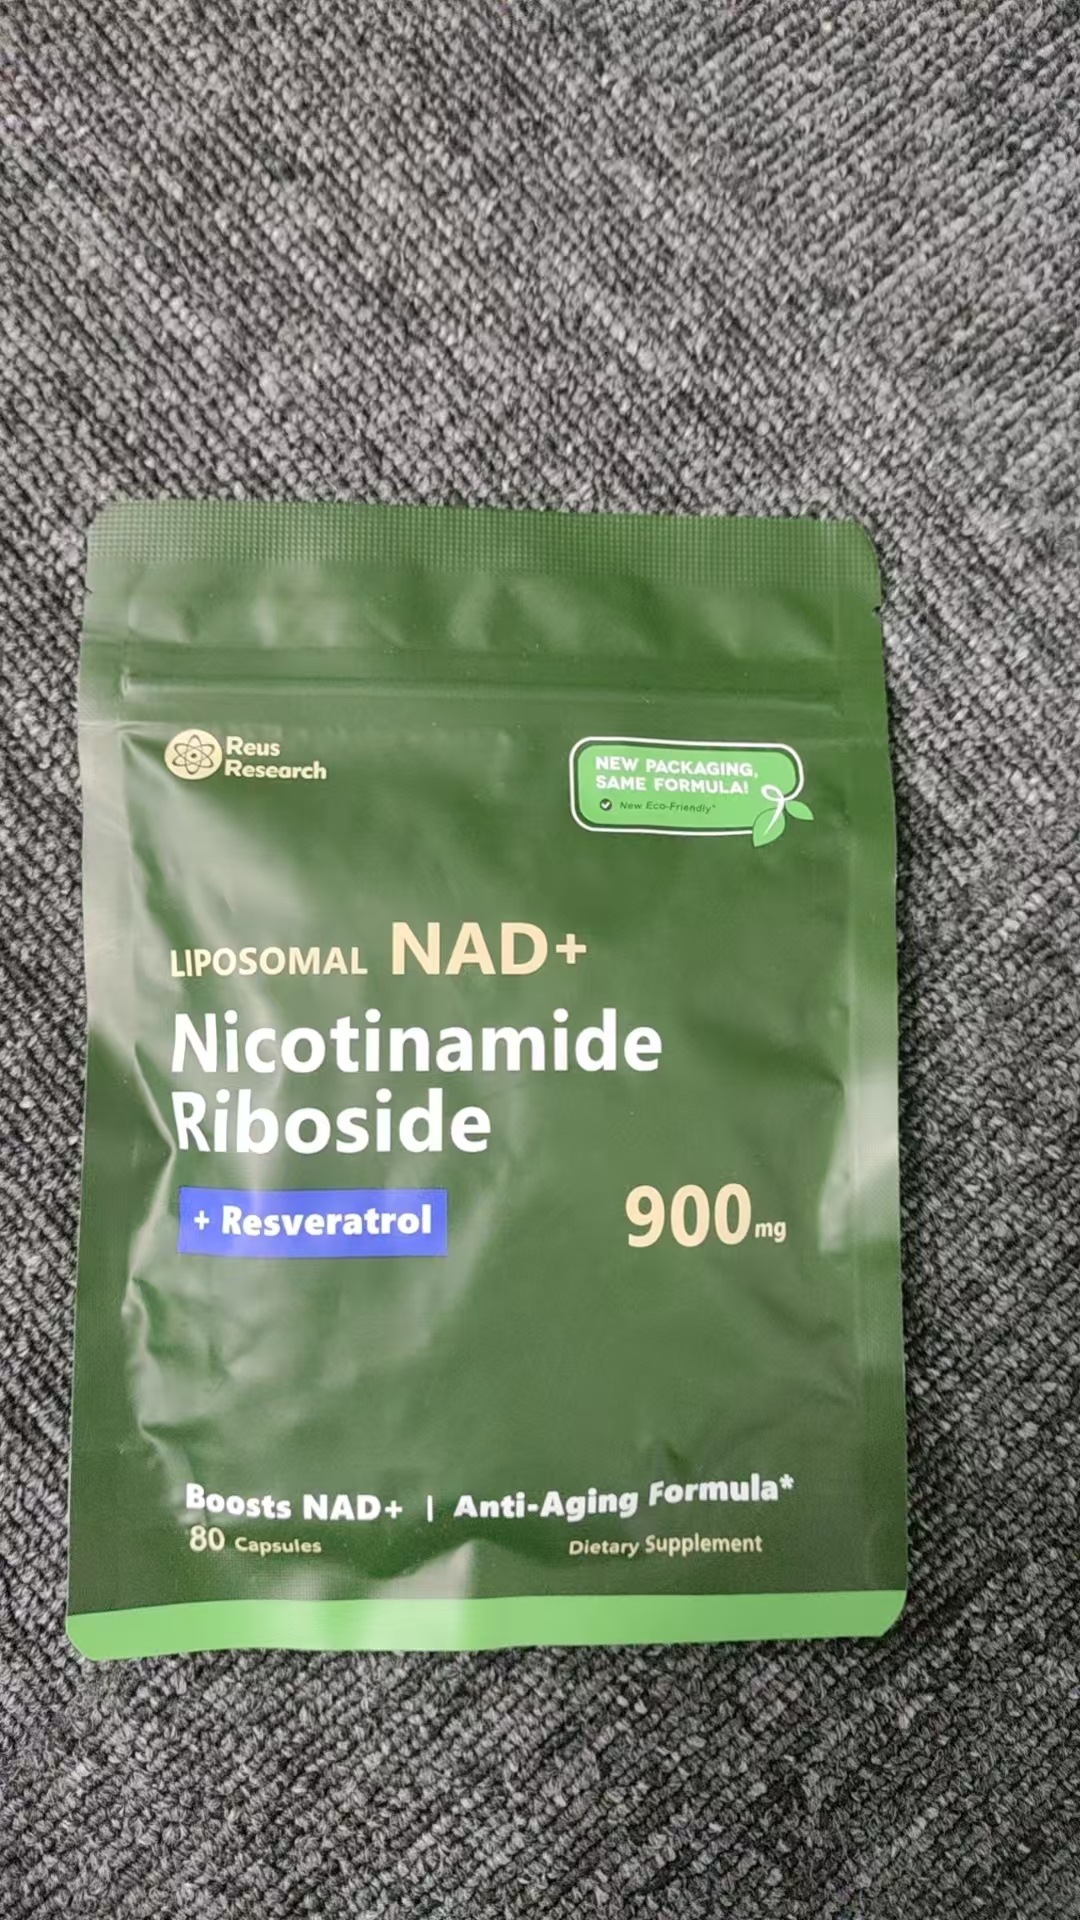 Reus
Research
NEW PACKAGING,
SAME FORMULA!
New Eco-Friendly*
LIPOSOMAL NAD+
Nicotinamide
Riboside
+ Resveratrol
900mg
Boosts NAD+ | Anti-Aging Formula*
80 Capsules
Dietary Supplement